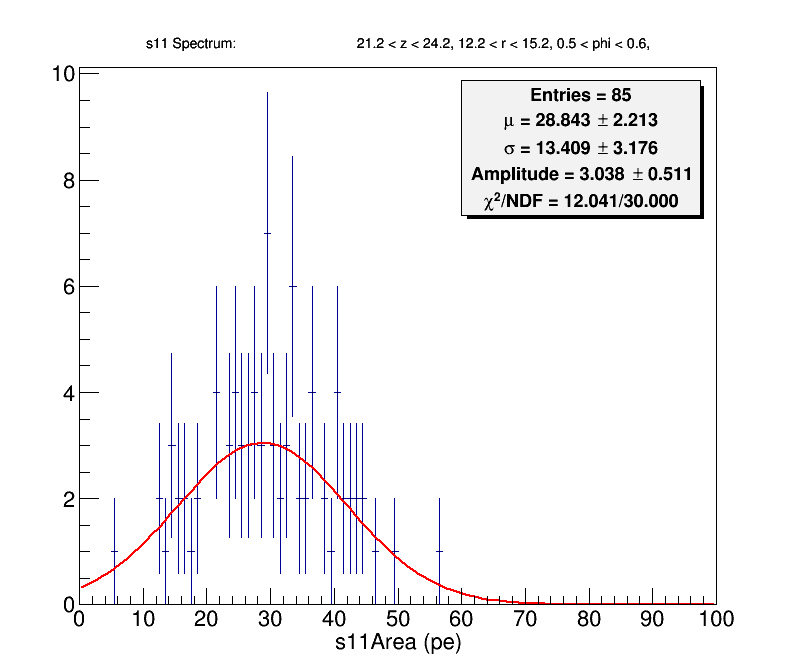 s11 Spectrum: 21.2 < z < 24.2, 12.2 < r < 15.2, 0.5 < phi < 0.6,
Entries = 85
μ = 28.843 ± 2.213
σ = 13.409 ± 3.176
Amplitude = 3.038 ± 0.511
χ²/NDF = 12.041/30.000
10
8
6
4
2
0
0 10 20 30 40 50 60 70 80 90 100
s11Area (pe)